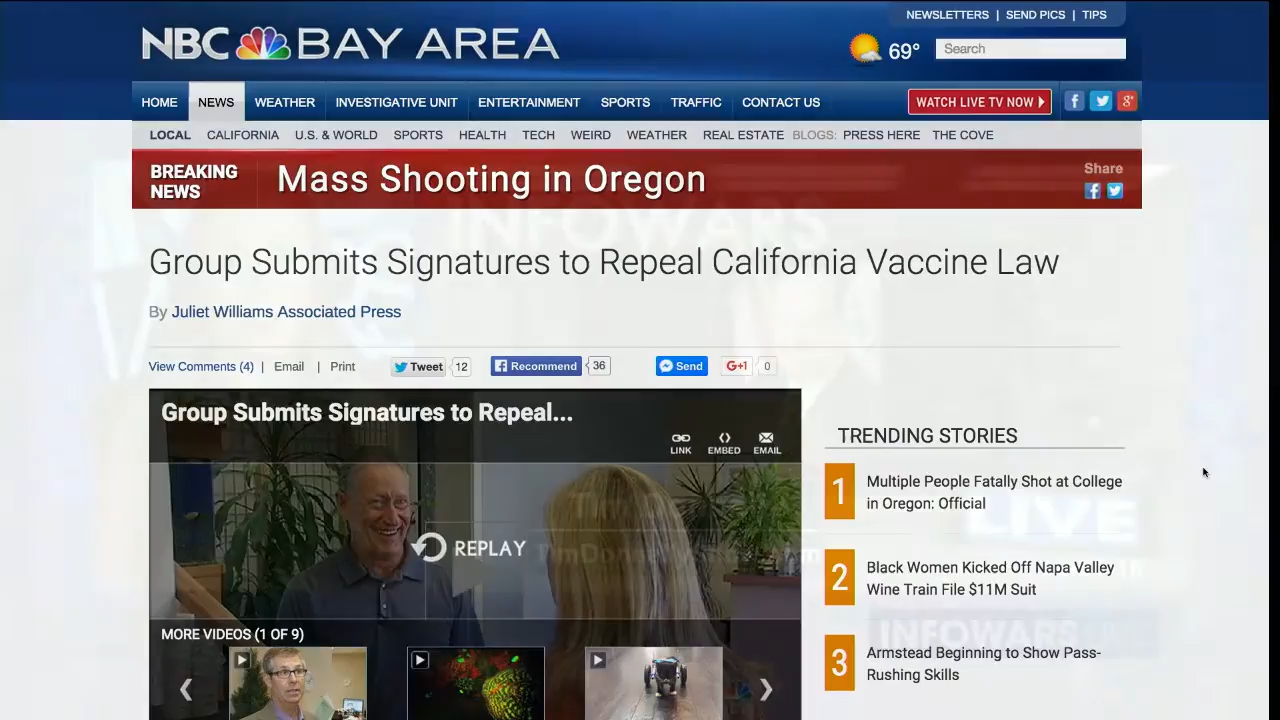 NEWSLETTERS | SEND PICS | TIPS
NBC BAY AREA
69°
Search
HOME NEWS WEATHER INVESTIGATIVE UNIT ENTERTAINMENT SPORTS TRAFFIC CONTACT US WATCH LIVE TV NOW
LOCAL CALIFORNIA U.S. & WORLD SPORTS HEALTH TECH WEIRD WEATHER REAL ESTATE BLOGS: PRESS HERE THE COVE
BREAKING
NEWS
Mass Shooting in Oregon
Share
INFOWARS
Group Submits Signatures to Repeal California Vaccine Law
By Juliet Williams Associated Press
View Comments (4) | Email | Print Tweet 12 Recommend 36 Send G+1 0
Group Submits Signatures to Repeal...
LINK EMBED EMAIL
REPLAY
MORE VIDEOS (1 OF 9)
TRENDING STORIES
1
Multiple People Fatally Shot at College
in Oregon: Official
LIVE
2
Black Women Kicked Off Napa Valley
Wine Train File $11M Suit
INFOWARS
3
Armstead Beginning to Show Pass-
Rushing Skills